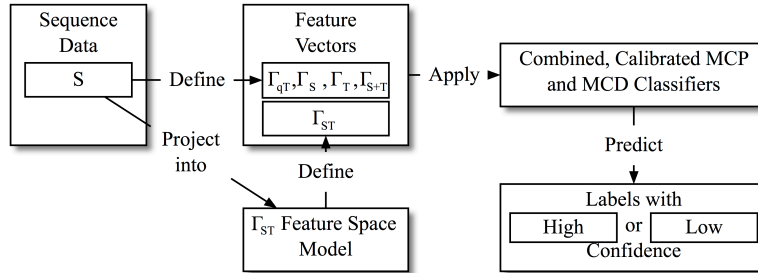 Sequence
Data
S
Define
Project
into
Feature
Vectors
Γ_qT, Γ_S , Γ_T, Γ_S+T
Γ_ST
Define
Γ_ST Feature Space
Model
Apply
Combined, Calibrated MCP
and MCD Classifiers
Predict
Labels with
High or Low
Confidence